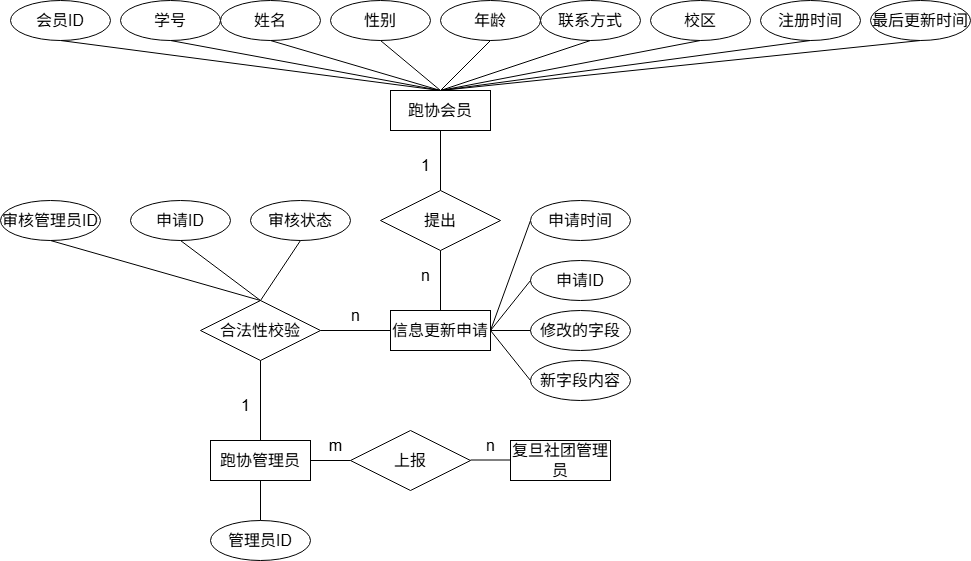 会员ID
学号
姓名
性别
年龄
联系方式
校区
注册时间
最后更新时间
跑协会员
1
审核管理员ID
申请ID
审核状态
提出
申请时间
n
申请ID
合法性校验
n
信息更新申请
修改的字段
新字段内容
1
跑协管理员
m
上报
n
复旦社团管理
员
管理员ID